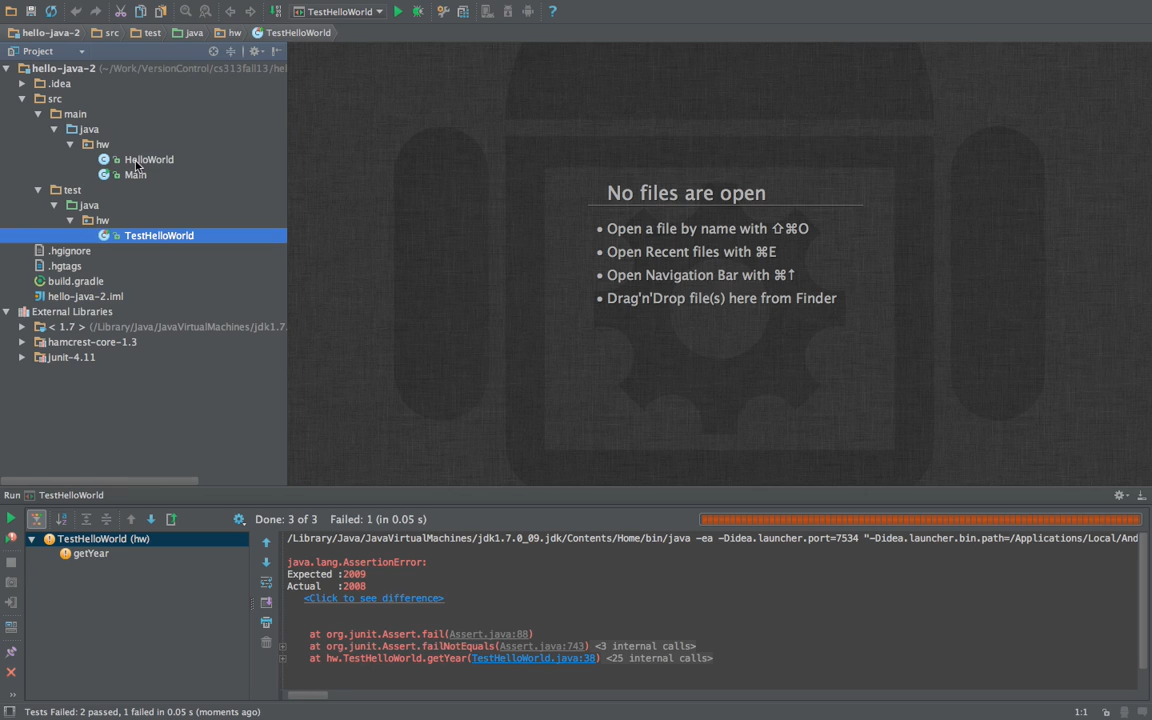 TestHelloWorld
hello-java-2 src test java hw TestHelloWorld
Project
hello-java-2 (~/Work/VersionControl/cs313fall13/hel
.idea
src
main
java
hw
HelloWorld
Main
test
java
hw
TestHelloWorld
.hgignore
.hgtags
build.gradle
hello-java-2.iml
External Libraries
< 1.7 > (/Library/Java/JavaVirtualMachines/jdk1.7
hamcrest-core-1.3
junit-4.11
No files are open
• Open a file by name with ⇧⌘O
• Open Recent files with ⌘E
• Open Navigation Bar with ⌘↑
• Drag'n'Drop file(s) here from Finder
Run TestHelloWorld
Done: 3 of 3 Failed: 1 (in 0.05 s)
TestHelloWorld (hw)
getYear
/Library/Java/JavaVirtualMachines/jdk1.7.0_09.jdk/Contents/Home/bin/java -ea -Didea.launcher.port=7534 "-Didea.launcher.bin.path=/Applications/Local/And
java.lang.AssertionError:
Expected :2009
Actual :2008
<Click to see difference>
at org.junit.Assert.fail(Assert.java:88)
at org.junit.Assert.failNotEquals(Assert.java:743) <3 internal calls>
at hw.TestHelloWorld.getYear(TestHelloWorld.java:38) <25 internal calls>
Tests Failed: 2 passed, 1 failed in 0.05 s (moments ago)
1:1